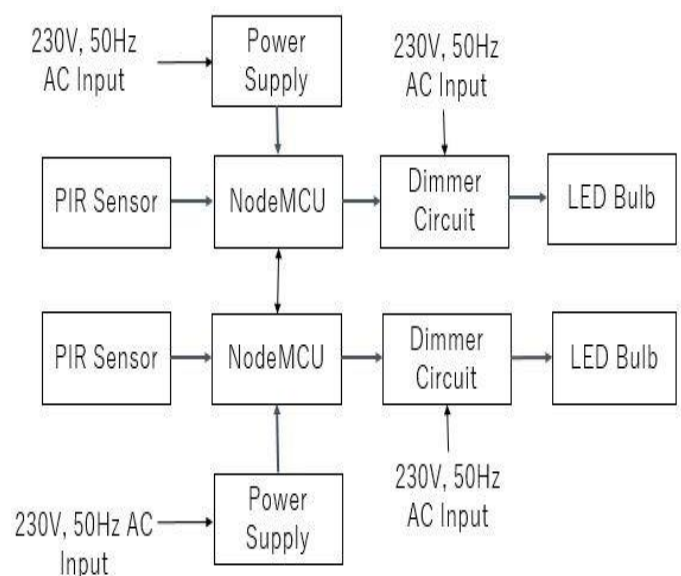 230V, 50Hz
AC Input
Power
Supply
230V, 50Hz
AC Input
PIR Sensor
NodeMCU
Dimmer
Circuit
LED Bulb
PIR Sensor
NodeMCU
Dimmer
Circuit
LED Bulb
230V, 50Hz AC
Input
Power
Supply
230V, 50Hz
AC Input